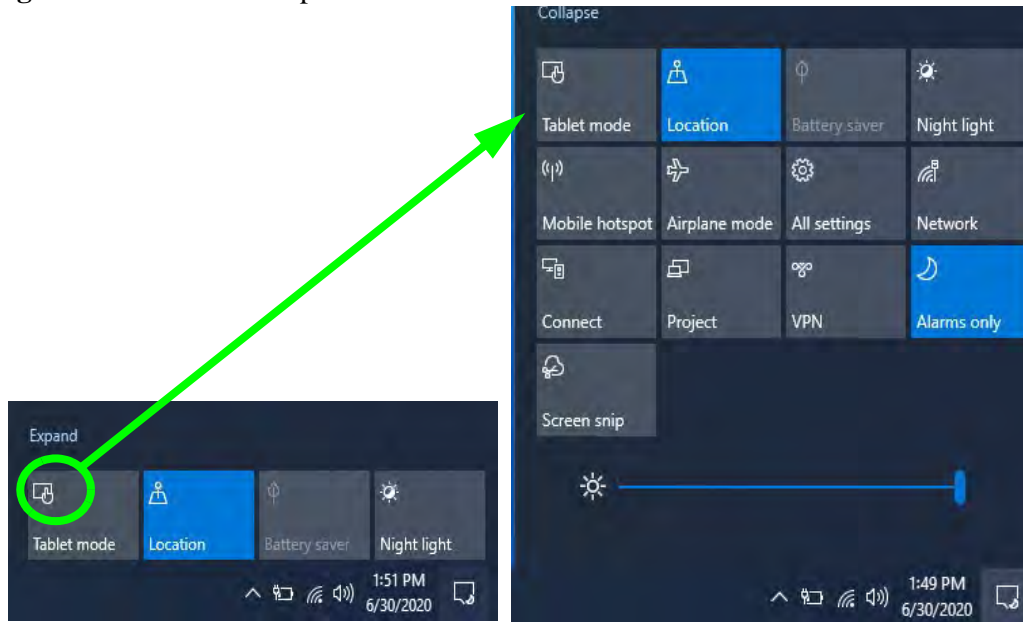 Collapse
Tablet mode Location Battery saver Night light
Mobile hotspot Airplane mode All settings Network
Connect Project VPN Alarms only
Screen snip
1:49 PM
6/30/2020
Expand
Tablet mode Location Battery saver Night light
1:51 PM
6/30/2020